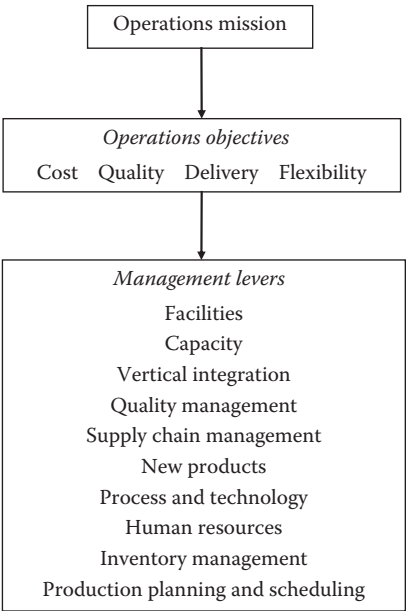 Operations mission
Operations objectives
Cost Quality Delivery Flexibility
Management levers
Facilities
Capacity
Vertical integration
Quality management
Supply chain management
New products
Process and technology
Human resources
Inventory management
Production planning and scheduling